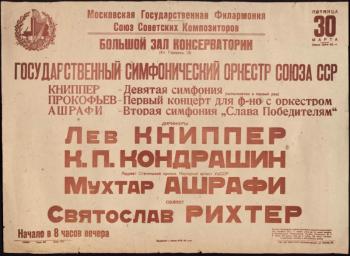 Московская Государственная Филармония
Союз Советских Композиторов
БОЛЬШОЙ ЗАЛ КОНСЕРВАТОРИИ
ПЯТНИЦА
30
МАРТА
ГОСУДАРСТВЕННЫЙ СИМФОНИЧЕСКИЙ ОРКЕСТР СОЮЗА ССР
КНИППЕР - Девятая симфония
ПРОКОФЬЕВ - Первый концерт для ф-но с оркестром
АШРАФИ - Вторая симфония „Слава Победителям“
ДИРИЖЕРЫ
Лев КНИППЕР
К. П. КОНДРАШИН
Мухтар АШРАФИ
СОЛИСТ
Святослав РИХТЕР
Начало в 8 часов вечера